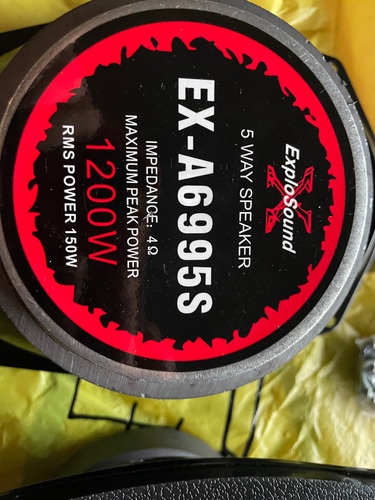 ExploSound
X
5 WAY SPEAKER
EX-A6995S
IMPEDANCE: 4Ω
MAXIMUM PEAK POWER
1200W
RMS POWER 150W